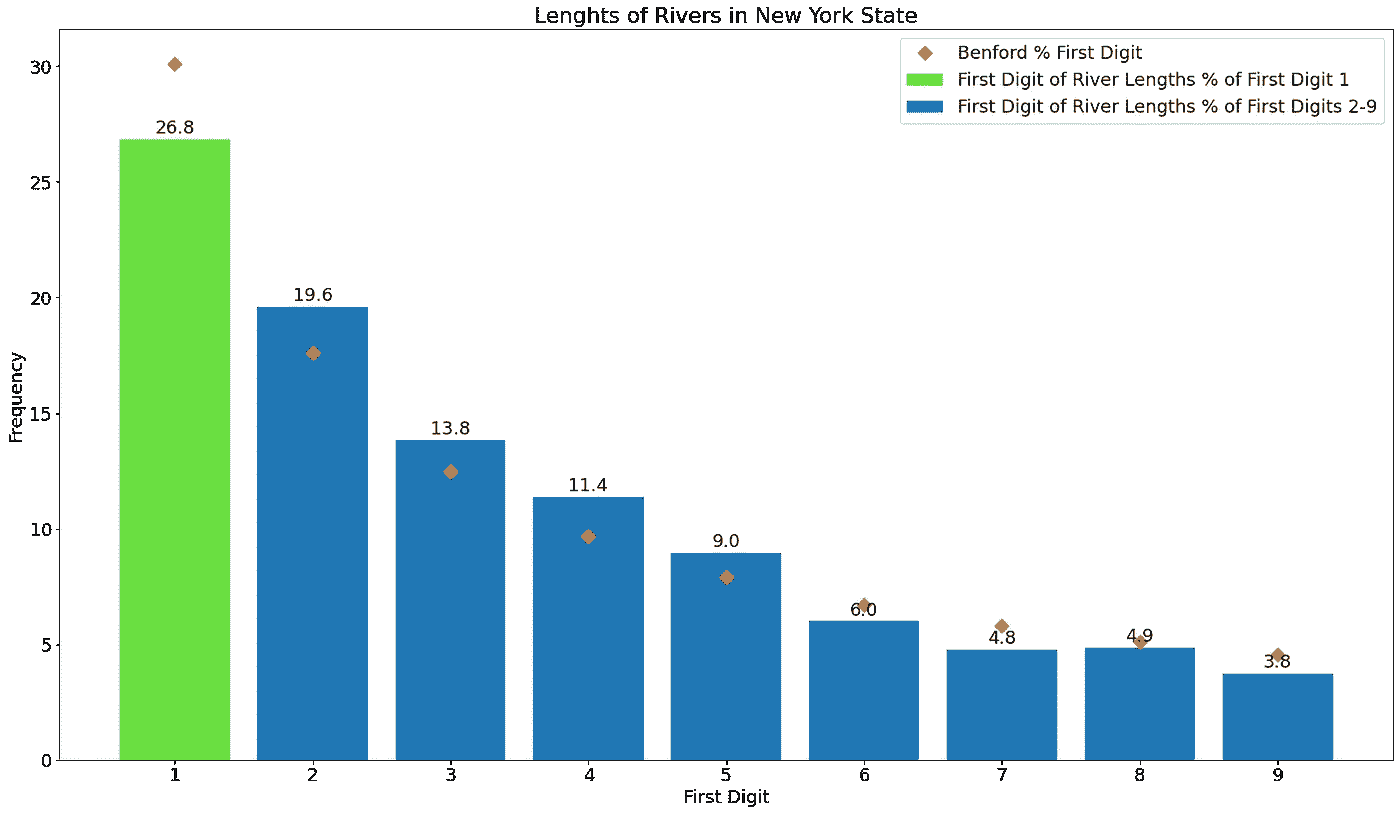 Lenghts of Rivers in New York State
Benford % First Digit
First Digit of River Lengths % of First Digit 1
First Digit of River Lengths % of First Digits 2-9
Frequency
30
25
20
15
10
5
0
26.8
19.6
13.8
11.4
9.0
6.0
4.8
4.9
3.8
1 2 3 4 5 6 7 8 9
First Digit